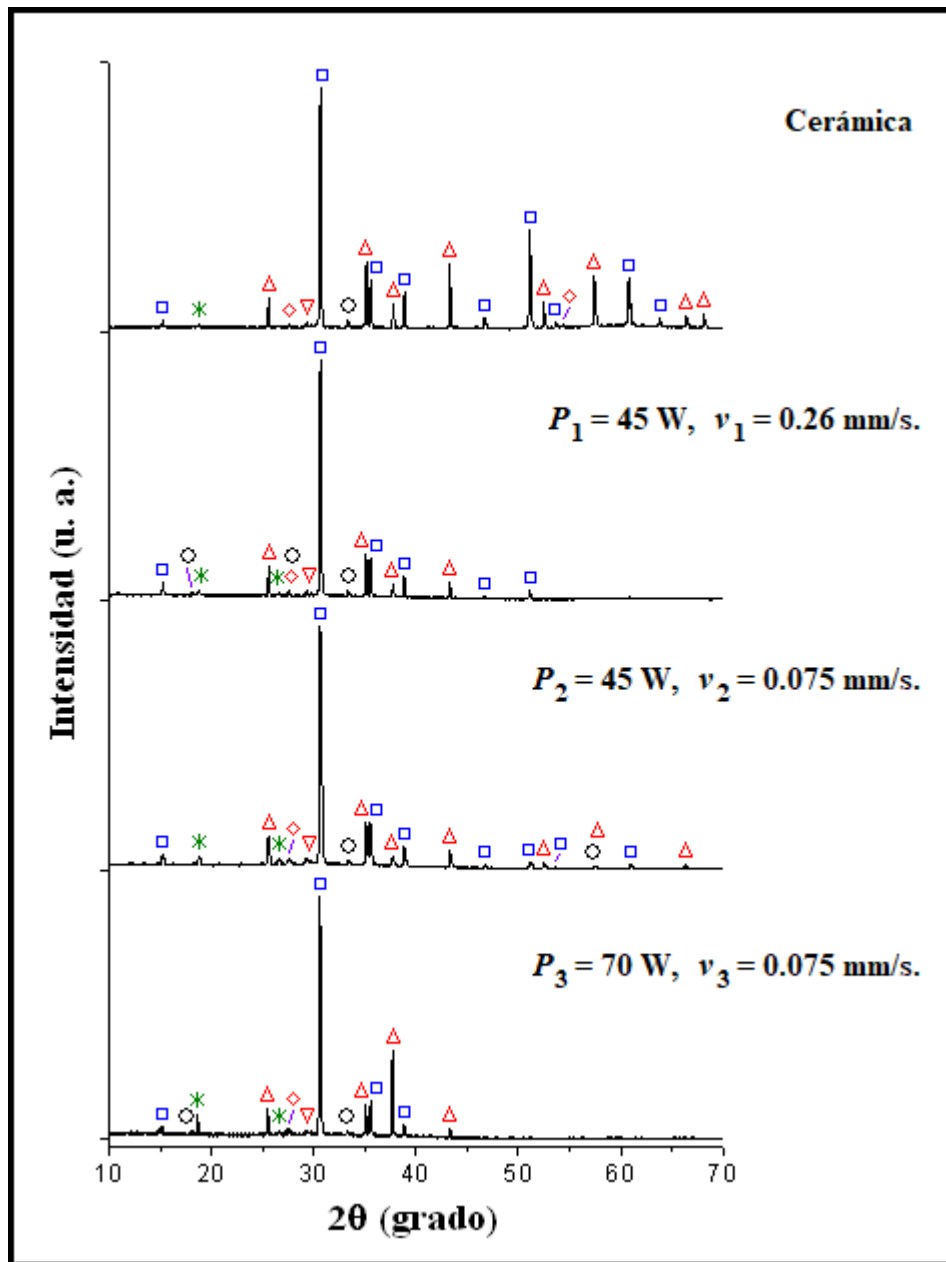 Cerámica
P1 = 45 W, v1 = 0.26 mm/s.
P2 = 45 W, v2 = 0.075 mm/s.
P3 = 70 W, v3 = 0.075 mm/s.
Intensidad (u. a.)
10 20 30 40 50 60 70
2θ (grado)